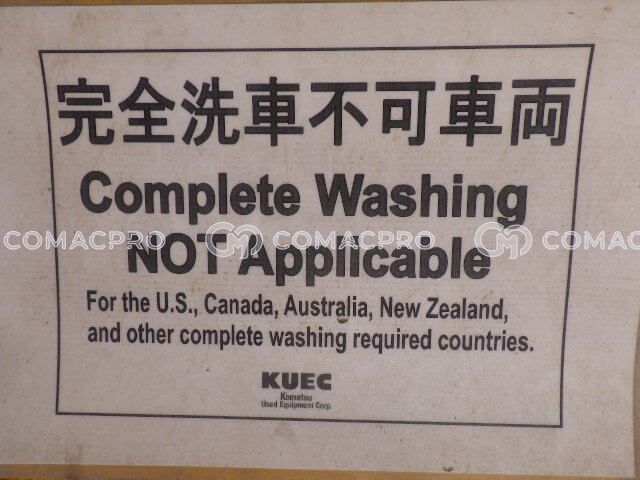 完全洗車不可車両
Complete Washing
NOT Applicable
COMACPRO COMACPRO COMACPRO
For the U.S., Canada, Australia, New Zealand,
and other complete washing required countries.
KUEC
Komatsu
Used Equipment Corp